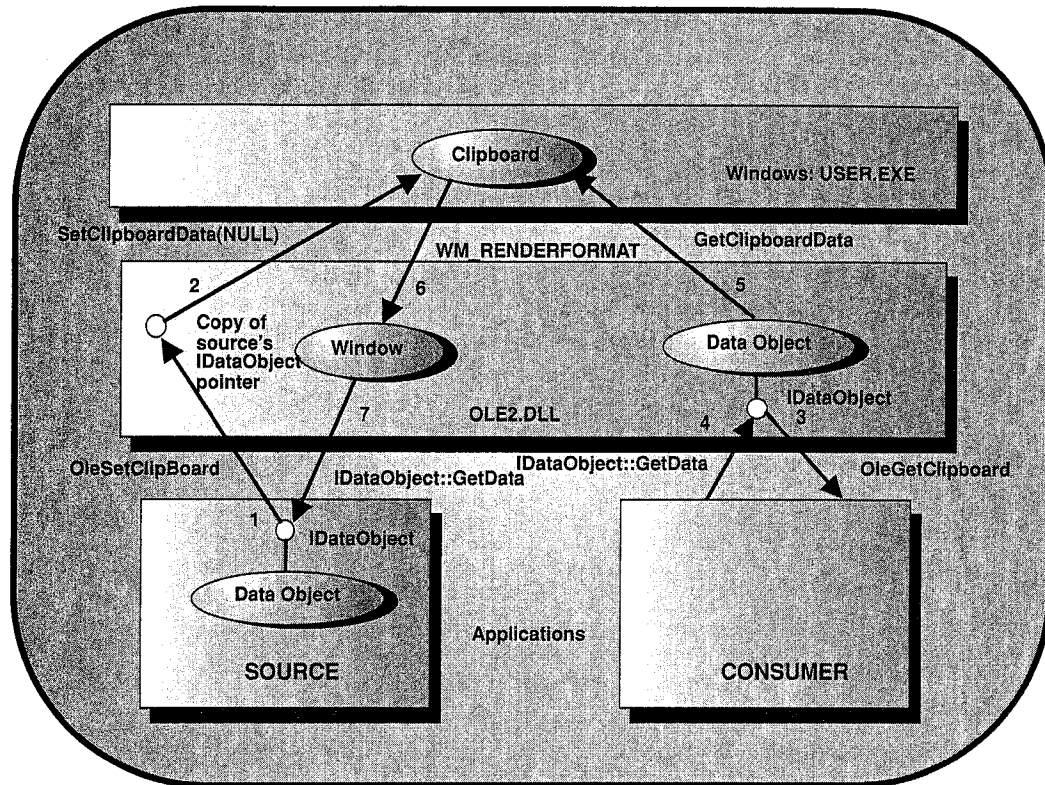 Clipboard
Windows: USER.EXE
SetClipboardData(NULL)
GetClipboardData
WM_RENDERFORMAT
2
6
5
Copy of
source's
IDataObject
pointer
Window
Data Object
IDataObject
7
OLE2.DLL
4
3
OleSetClipBoard
IDataObject::GetData
IDataObject::GetData
OleGetClipboard
1
IDataObject
Data Object
Applications
SOURCE
CONSUMER